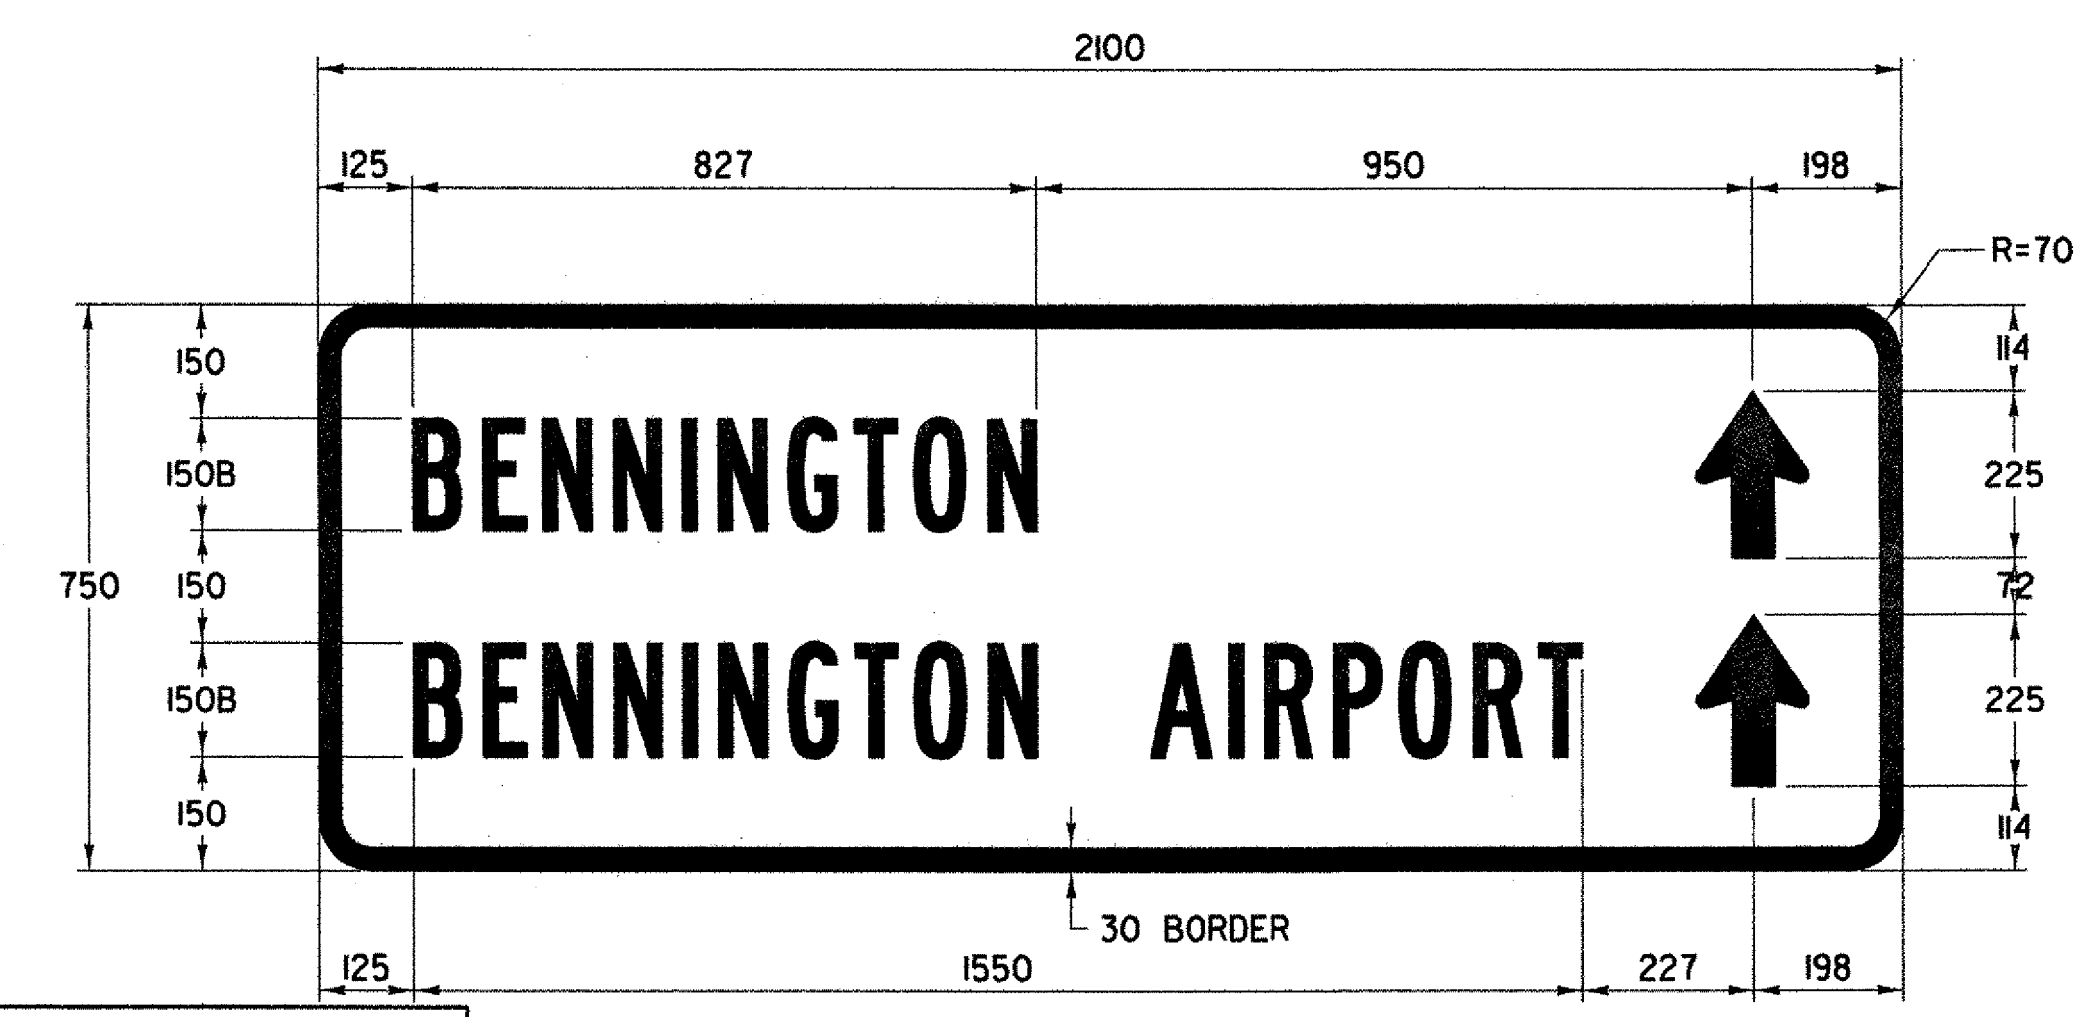 2100
125 827 950 198
R=70
150 114
150B 225
750 150 72
150B 225
150 114
BENNINGTON
BENNINGTON AIRPORT
30 BORDER
125 1550 227 198